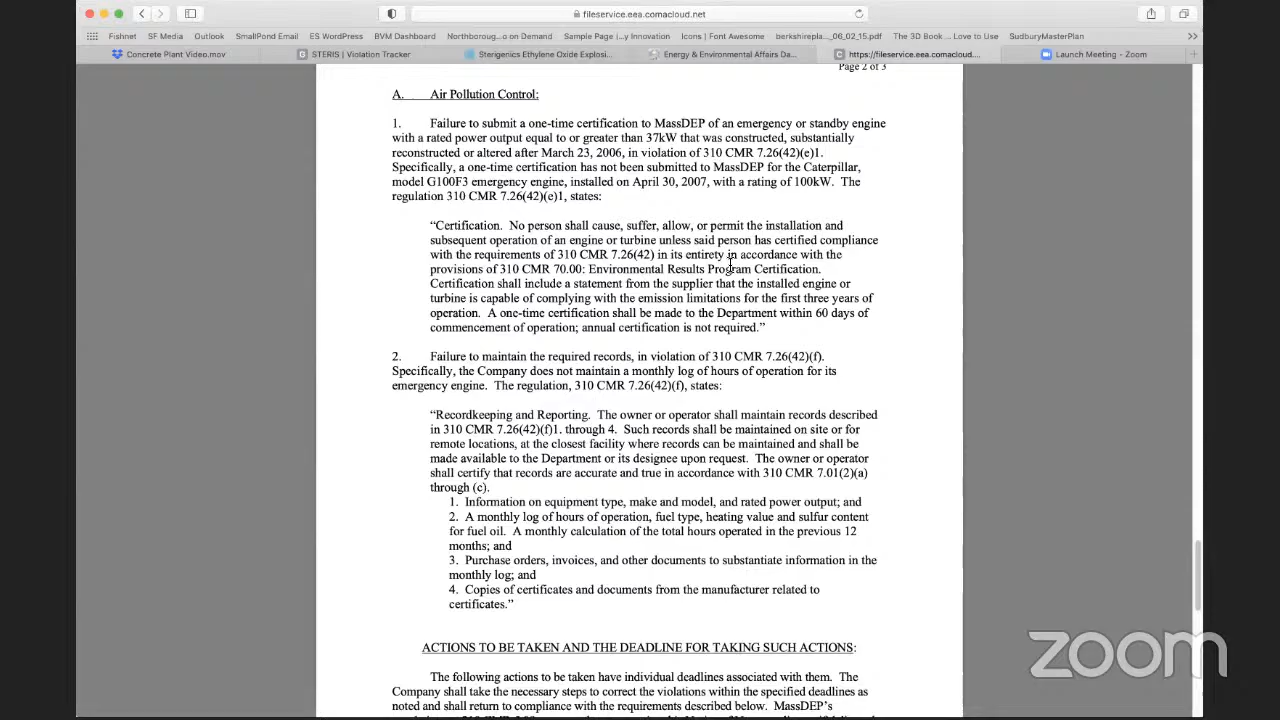 fileservice.eea.comacloud.net
Fishnet SF Media Outlook SmallPond Email ES WordPress BVM Dashboard Northboroug...u on Demand Sample Page i...y Innovation Icons | Font Awesome berkshirepla..._06_02_15.pdf The 3D Book ... Love to Use SudburyMasterPlan
Concrete Plant Video.mov STERIS | Violation Tracker Sterigenics Ethylene Oxide Explosi... Energy & Environmental Affairs Da... https://fileservice.eea.comacloud.... Launch Meeting - Zoom
Page 2 of 3
A. Air Pollution Control:
1. Failure to submit a one-time certification to MassDEP of an emergency or standby engine
with a rated power output equal to or greater than 37kW that was constructed, substantially
reconstructed or altered after March 23, 2006, in violation of 310 CMR 7.26(42)(e)1.
Specifically, a one-time certification has not been submitted to MassDEP for the Caterpillar,
model G100F3 emergency engine, installed on April 30, 2007, with a rating of 100kW. The
regulation 310 CMR 7.26(42)(e)1, states:
“Certification. No person shall cause, suffer, allow, or permit the installation and
subsequent operation of an engine or turbine unless said person has certified compliance
with the requirements of 310 CMR 7.26(42) in its entirety in accordance with the
provisions of 310 CMR 70.00: Environmental Results Program Certification.
Certification shall include a statement from the supplier that the installed engine or
turbine is capable of complying with the emission limitations for the first three years of
operation. A one-time certification shall be made to the Department within 60 days of
commencement of operation; annual certification is not required.”
2. Failure to maintain the required records, in violation of 310 CMR 7.26(42)(f).
Specifically, the Company does not maintain a monthly log of hours of operation for its
emergency engine. The regulation, 310 CMR 7.26(42)(f), states:
“Recordkeeping and Reporting. The owner or operator shall maintain records described
in 310 CMR 7.26(42)(f)1. through 4. Such records shall be maintained on site or for
remote locations, at the closest facility where records can be maintained and shall be
made available to the Department or its designee upon request. The owner or operator
shall certify that records are accurate and true in accordance with 310 CMR 7.01(2)(a)
through (c).
1. Information on equipment type, make and model, and rated power output; and
2. A monthly log of hours of operation, fuel type, heating value and sulfur content
for fuel oil. A monthly calculation of the total hours operated in the previous 12
months; and
3. Purchase orders, invoices, and other documents to substantiate information in the
monthly log; and
4. Copies of certificates and documents from the manufacturer related to
certificates.”
ACTIONS TO BE TAKEN AND THE DEADLINE FOR TAKING SUCH ACTIONS:
The following actions to be taken have individual deadlines associated with them. The
Company shall take the necessary steps to correct the violations within the specified deadlines as
noted and shall return to compliance with the requirements described below. MassDEP’s
zoom